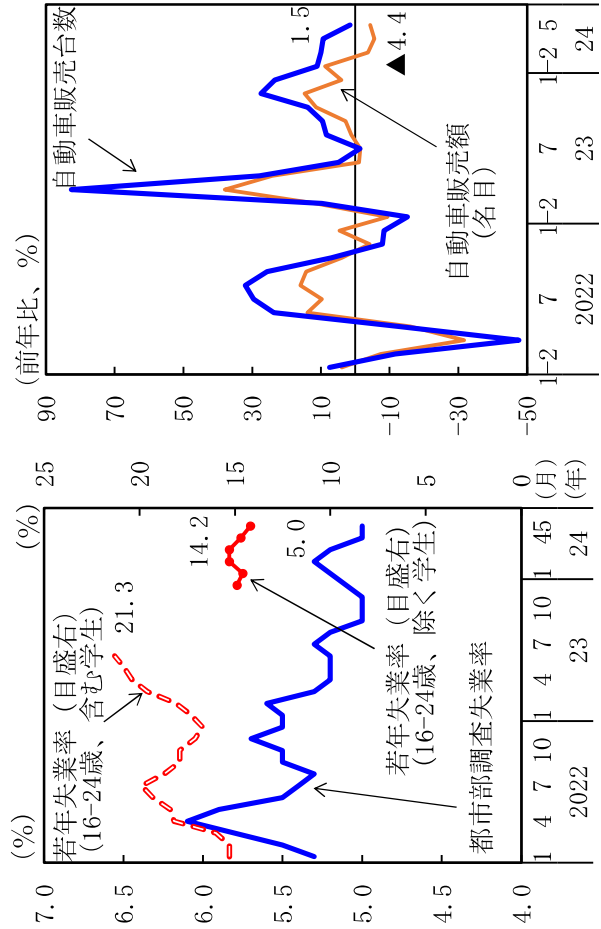 (%)
(%)
7.0
6.5
6.0
5.5
5.0
4.5
4.0
25
20
15
10
5
0
若年失業率 (目盛右)
(16-24歳、含む学生)
21.3
14.2
5.0
若年失業率 (目盛右)
(16-24歳、除く学生)
都市部調査失業率
1 4 7 10 1 4 7 10 1 45
(月)
2022 23 24
(年)
(前年比、%)
90
70
50
30
10
-10
-30
-50
自動車販売台数
1.5
▲4.4
自動車販売額
(名目)
1-2 7 1-2 7 1-2 5
2022 23 24